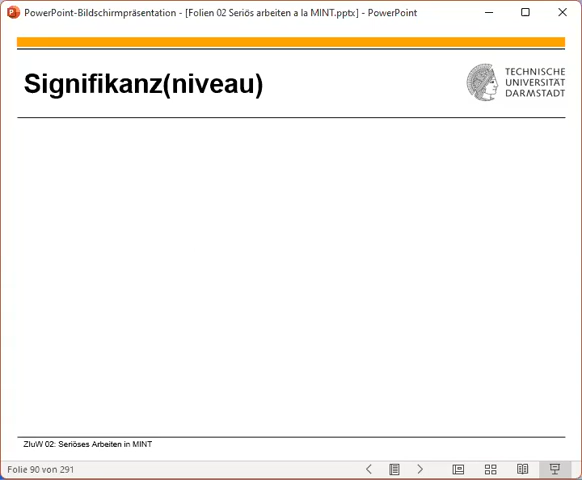 PowerPoint-Bildschirmpräsentation - [Folien 02 Seriös arbeiten a la MINT.pptx] - PowerPoint
Signifikanz(niveau)
TECHNISCHE
UNIVERSITÄT
DARMSTADT
ZIuW 02: Seriöses Arbeiten in MINT
Folie 90 von 291